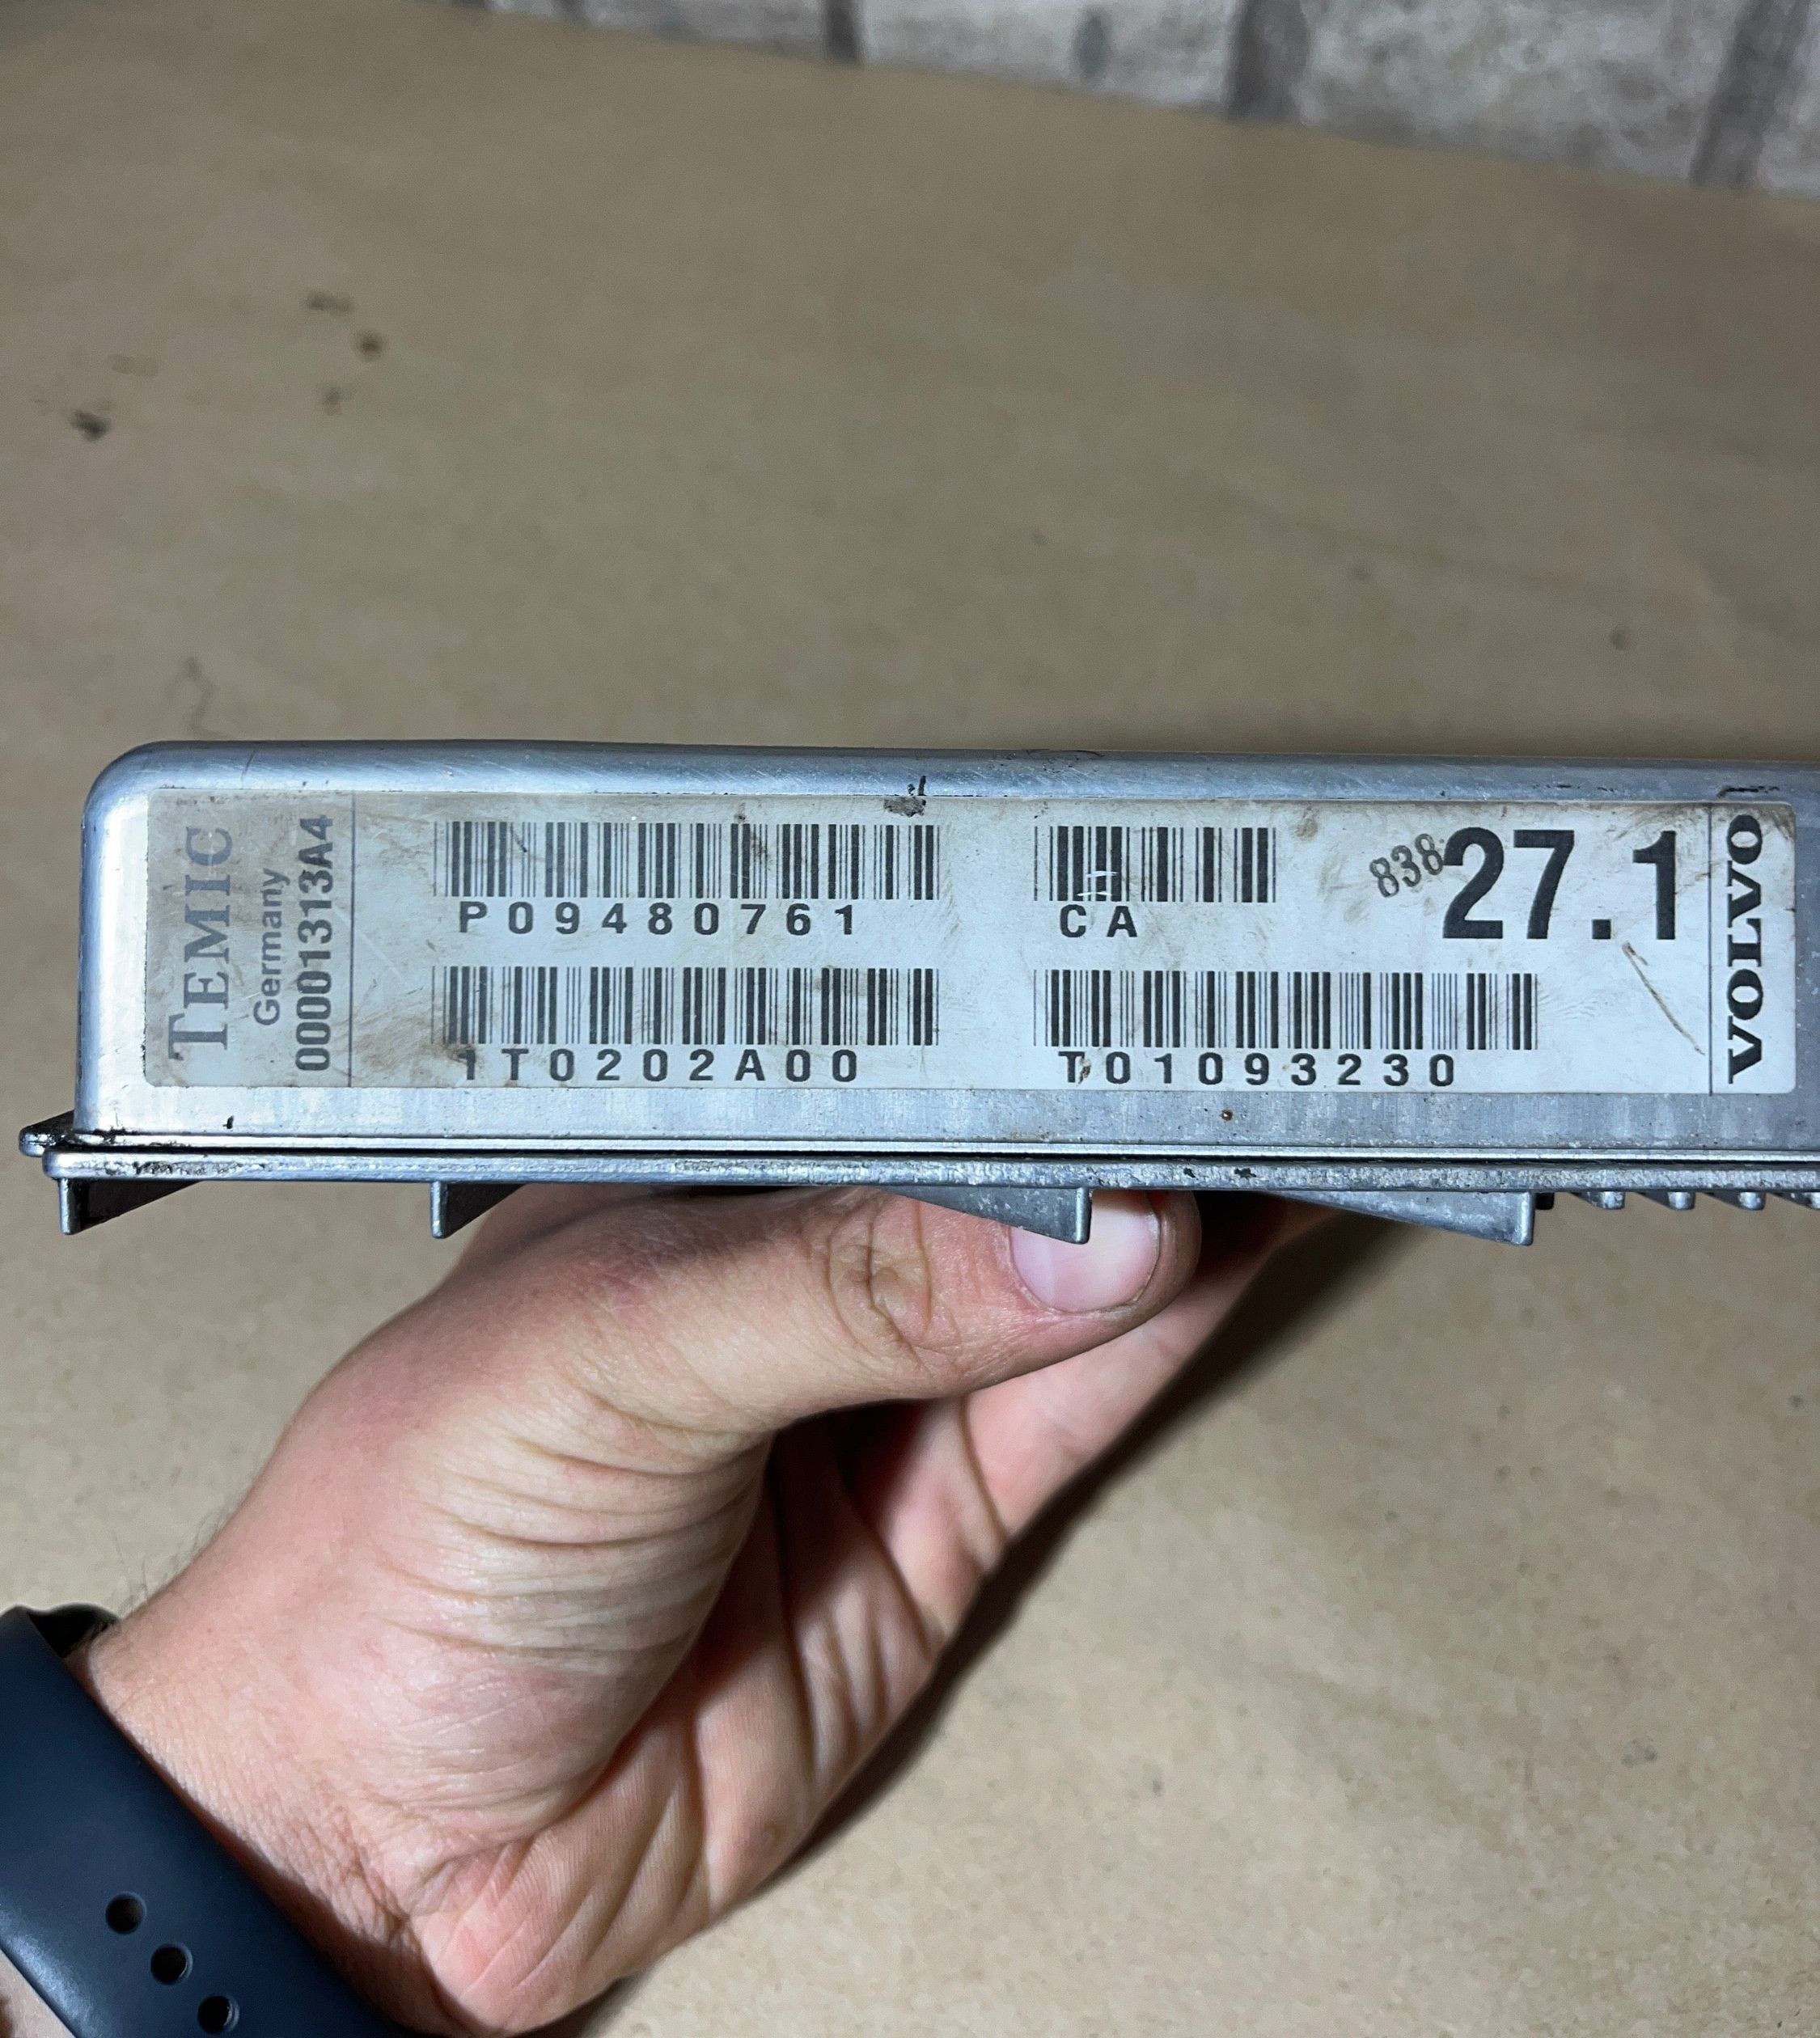 TEMIC
Germany
00001313A4
P09480761
CA
838
27.1
1T0202A00
T01093230
VOLVO